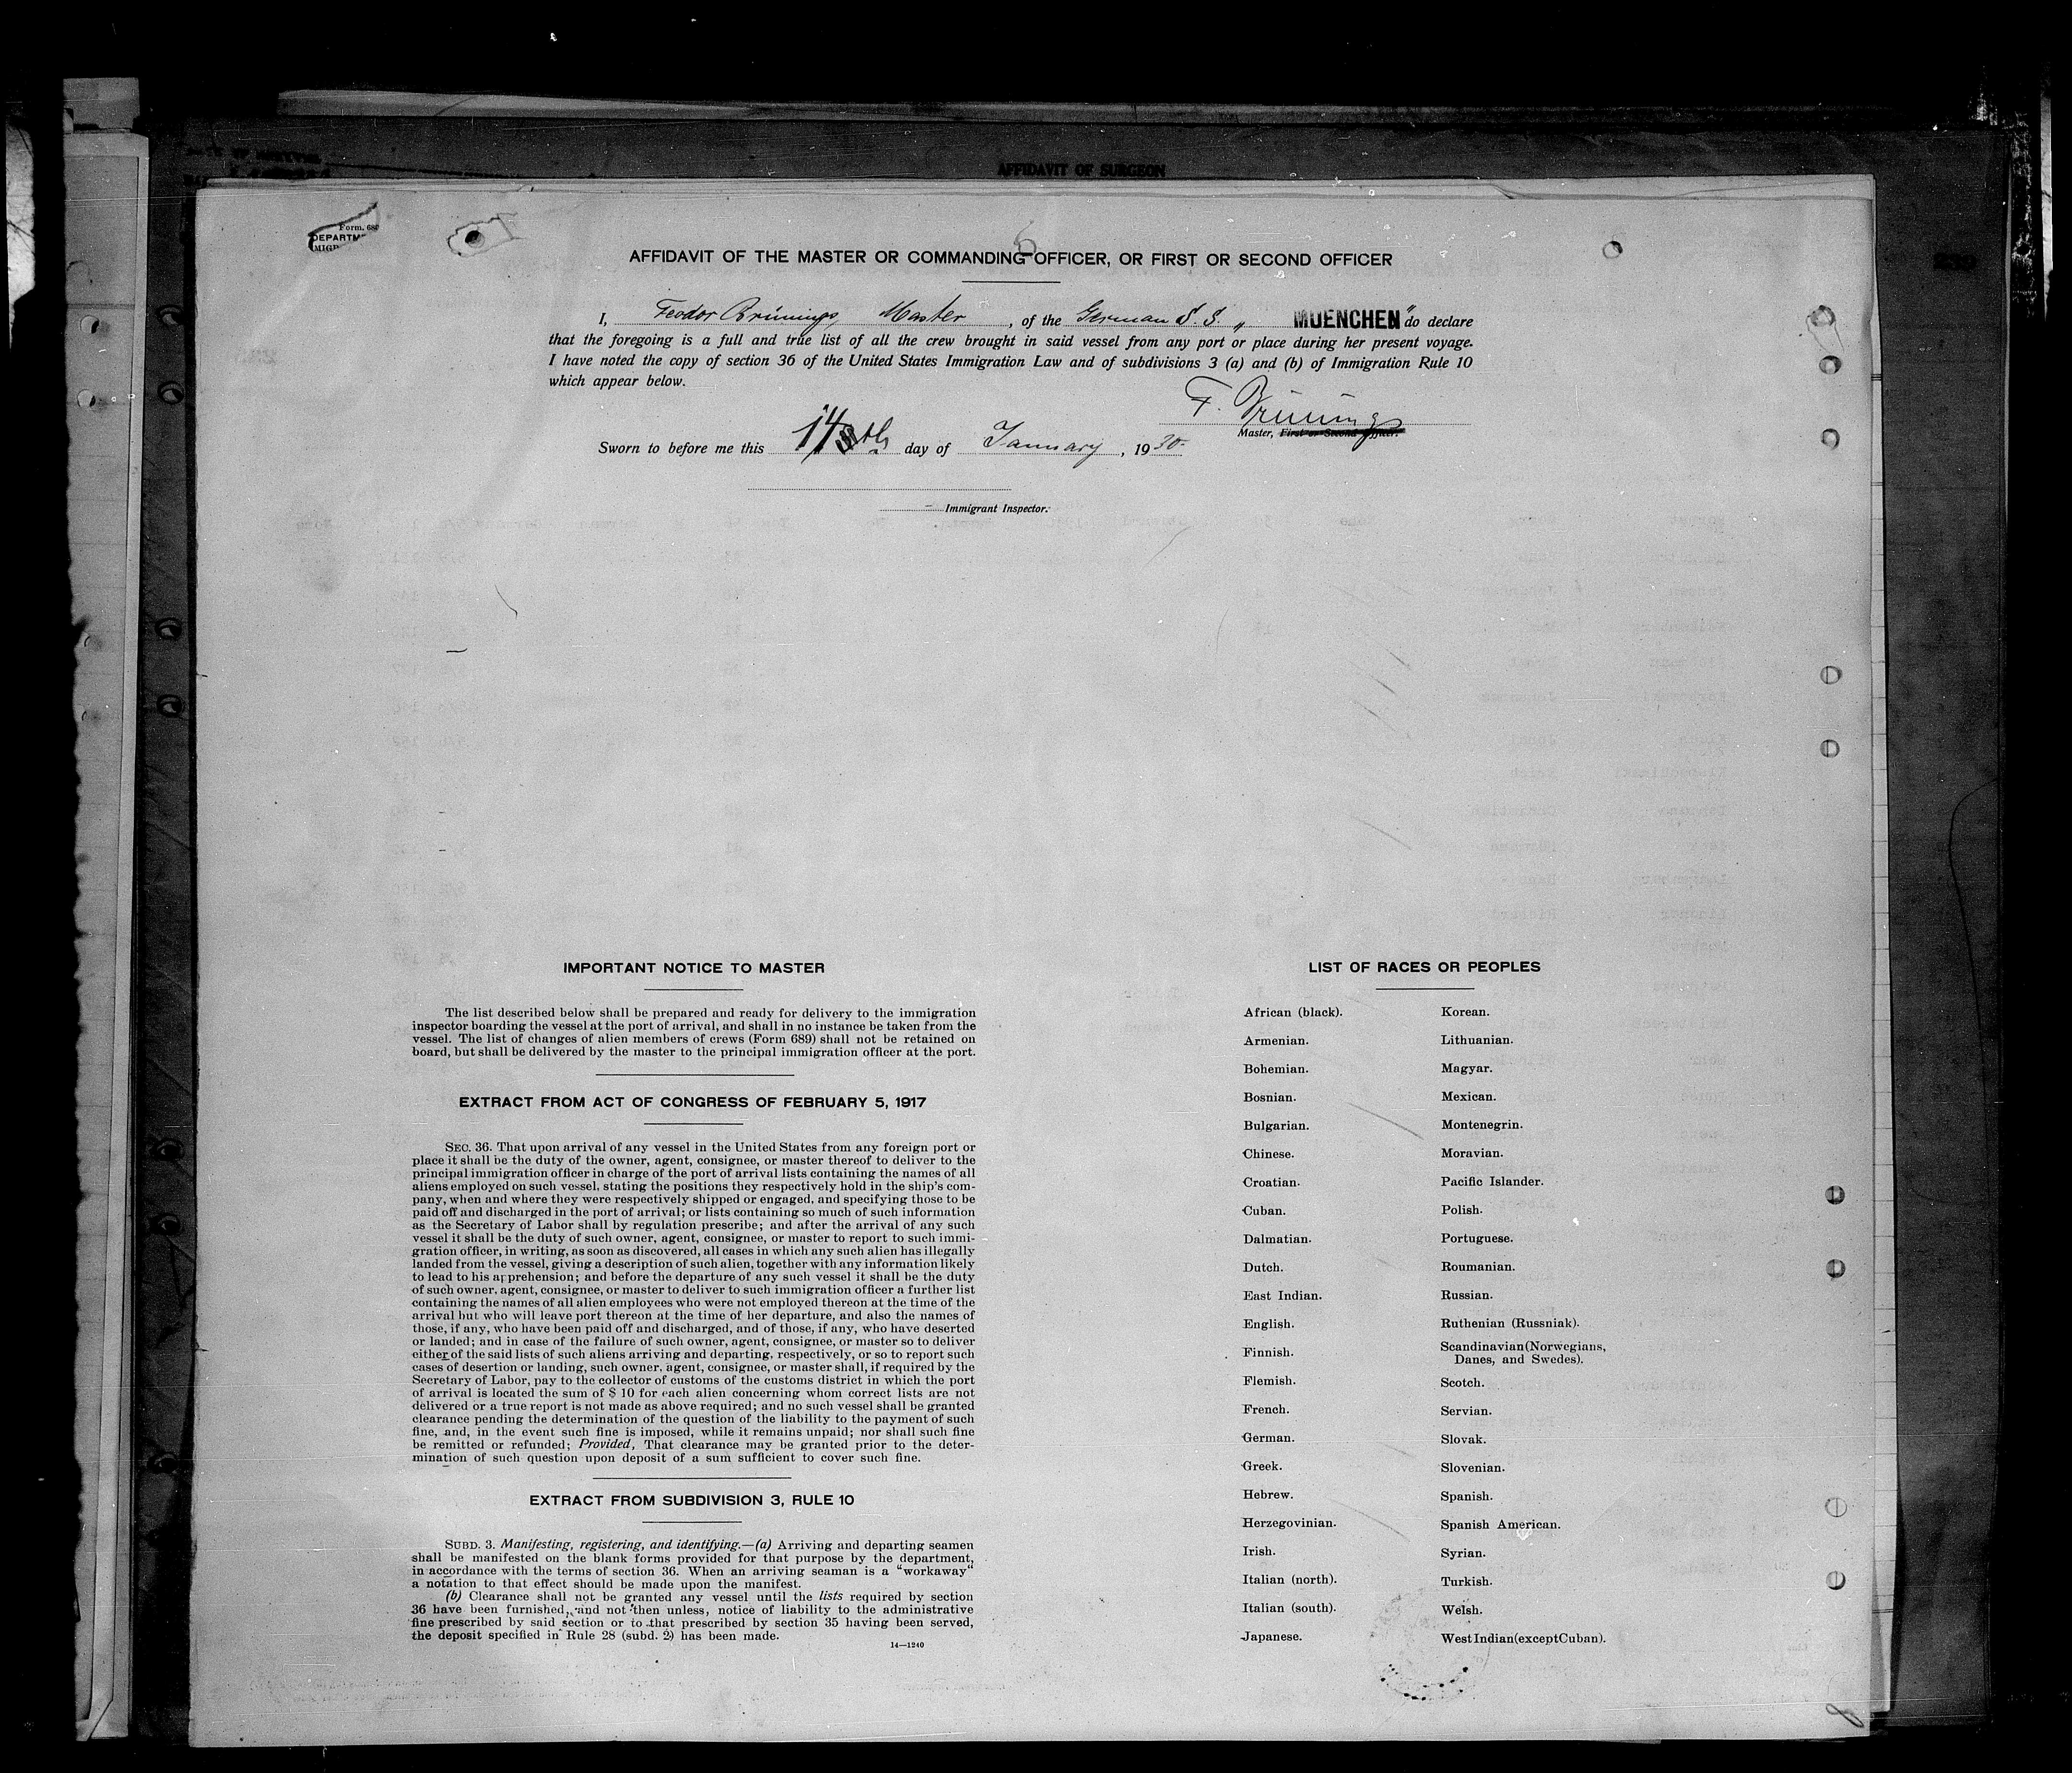 AFFIDAVIT OF SURGEON
Form. 689
DEPARTM
MIGR
AFFIDAVIT OF THE MASTER OR COMMANDING OFFICER, OR FIRST OR SECOND OFFICER
I, Feodor Brünings, Master, of the German S. S. „ MUENCHEN" do declare
that the foregoing is a full and true list of all the crew brought in said vessel from any port or place during her present voyage.
I have noted the copy of section 36 of the United States Immigration Law and of subdivisions 3 (a) and (b) of Immigration Rule 10
which appear below.
F. Brünings
Master, First or Second Officer.
Sworn to before me this 14th day of January, 1930.
Immigrant Inspector.
IMPORTANT NOTICE TO MASTER
The list described below shall be prepared and ready for delivery to the immigration
inspector boarding the vessel at the port of arrival, and shall in no instance be taken from the
vessel. The list of changes of alien members of crews (Form 689) shall not be retained on
board, but shall be delivered by the master to the principal immigration officer at the port.
EXTRACT FROM ACT OF CONGRESS OF FEBRUARY 5, 1917
SEC. 36. That upon arrival of any vessel in the United States from any foreign port or
place it shall be the duty of the owner, agent, consignee, or master thereof to deliver to the
principal immigration officer in charge of the port of arrival lists containing the names of all
aliens employed on such vessel, stating the positions they respectively hold in the ship's com-
pany, when and where they were respectively shipped or engaged, and specifying those to be
paid off and discharged in the port of arrival; or lists containing so much of such information
as the Secretary of Labor shall by regulation prescribe; and after the arrival of any such
vessel it shall be the duty of such owner, agent, consignee, or master to report to such immi-
gration officer, in writing, as soon as discovered, all cases in which any such alien has illegally
landed from the vessel, giving a description of such alien, together with any information likely
to lead to his apprehension; and before the departure of any such vessel it shall be the duty
of such owner, agent, consignee, or master to deliver to such immigration officer a further list
containing the names of all alien employees who were not employed thereon at the time of the
arrival but who will leave port thereon at the time of her departure, and also the names of
those, if any, who have been paid off and discharged, and of those, if any, who have deserted
or landed; and in case of the failure of such owner, agent, consignee, or master so to deliver
either of the said lists of such aliens arriving and departing, respectively, or so to report such
cases of desertion or landing, such owner, agent, consignee, or master shall, if required by the
Secretary of Labor, pay to the collector of customs of the customs district in which the port
of arrival is located the sum of $ 10 for each alien concerning whom correct lists are not
delivered or a true report is not made as above required; and no such vessel shall be granted
clearance pending the determination of the question of the liability to the payment of such
fine, and, in the event such fine is imposed, while it remains unpaid; nor shall such fine
be remitted or refunded; Provided, That clearance may be granted prior to the deter-
mination of such question upon deposit of a sum sufficient to cover such fine.
EXTRACT FROM SUBDIVISION 3, RULE 10
SUBD. 3. Manifesting, registering, and identifying.—(a) Arriving and departing seamen
shall be manifested on the blank forms provided for that purpose by the department,
in accordance with the terms of section 36. When an arriving seaman is a "workaway"
a notation to that effect should be made upon the manifest.
(b) Clearance shall not be granted any vessel until the lists required by section
36 have been furnished, and not then unless, notice of liability to the administrative
fine prescribed by said section or to that prescribed by section 35 having been served,
the deposit specified in Rule 28 (subd. 2) has been made.
14—1240
LIST OF RACES OR PEOPLES
African (black).
Armenian.
Bohemian.
Bosnian.
Bulgarian.
Chinese.
Croatian.
Cuban.
Dalmatian.
Dutch.
East Indian.
English.
Finnish.
Flemish.
French.
German.
Greek.
Hebrew.
Herzegovinian.
Irish.
Italian (north).
Italian (south).
Japanese.
Korean.
Lithuanian.
Magyar.
Mexican.
Montenegrin.
Moravian.
Pacific Islander.
Polish.
Portuguese.
Roumanian.
Russian.
Ruthenian (Russniak).
Scandinavian (Norwegians,
Danes, and Swedes).
Scotch.
Servian.
Slovak.
Slovenian.
Spanish.
Spanish American.
Syrian.
Turkish.
Welsh.
West Indian (except Cuban).